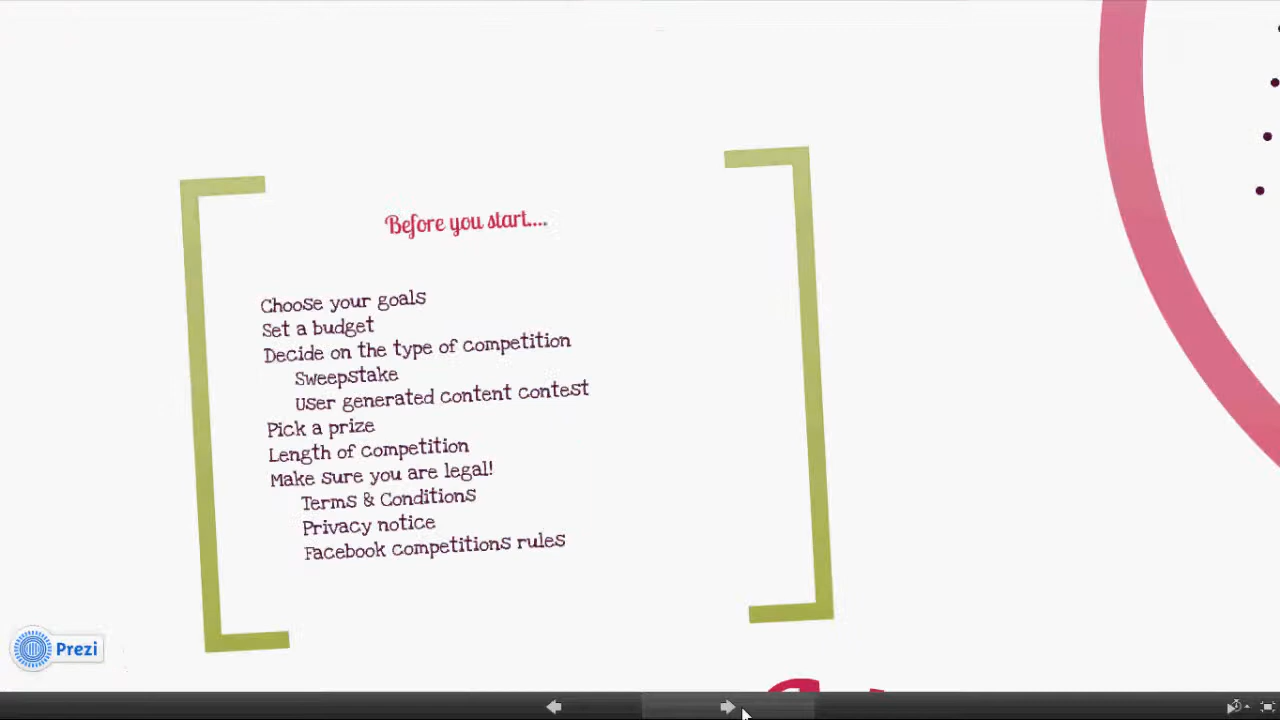 Before you start....
Choose your goals
Set a budget
Decide on the type of competition
Sweepstake
User generated content contest
Pick a prize
Length of competition
Make sure you are legal!
Terms & Conditions
Privacy notice
Facebook competitions rules
Prezi